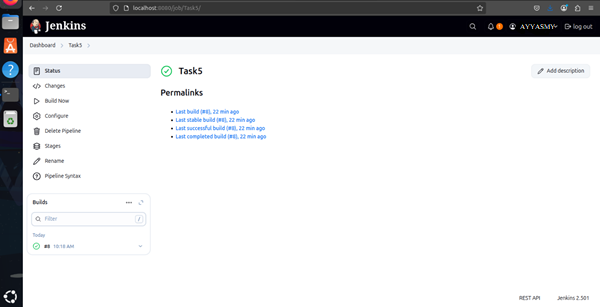 localhost:8080/job/Task5/
Jenkins
1
AYYASMY
log out
Dashboard
Task5
Status
Changes
Build Now
Configure
Delete Pipeline
Stages
Rename
Pipeline Syntax
Builds
Filter
/
Today
#8 10:18 AM
Task5
Add description
Permalinks
Last build (#8), 22 min ago
Last stable build (#8), 22 min ago
Last successful build (#8), 22 min ago
Last completed build (#8), 22 min ago
REST API
Jenkins 2.501